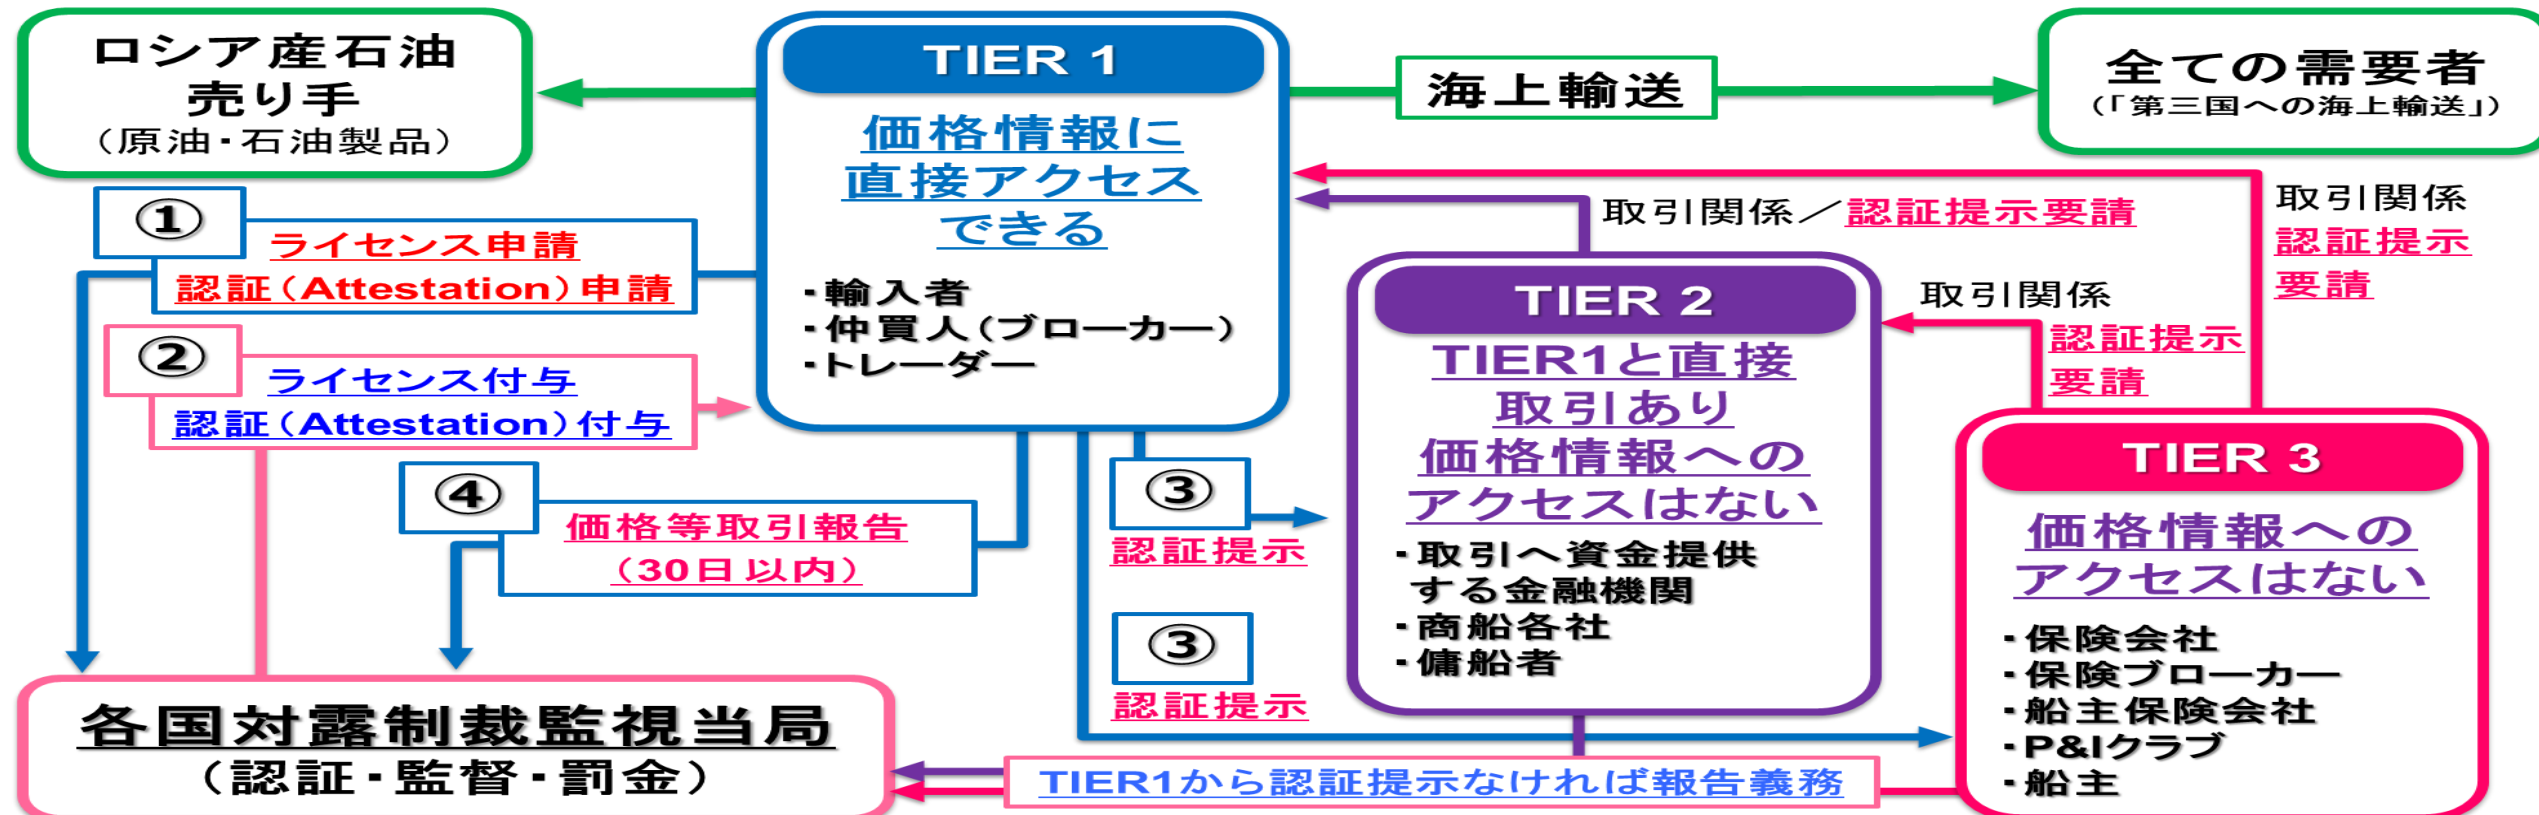 ロシア産石油
売り手
（原油・石油製品）
TIER 1
価格情報に
直接アクセス
できる
・輸入者
・仲買人（ブローカー）
・トレーダー
海上輸送
全ての需要者
（「第三国への海上輸送」）
①
ライセンス申請
認証（Attestation）申請
②
ライセンス付与
認証（Attestation）付与
④
価格等取引報告
（30日以内）
③
認証提示
③
認証提示
取引関係／認証提示要請
取引関係
認証提示
要請
取引関係
認証提示
要請
TIER 2
TIER1と直接
取引あり
価格情報への
アクセスはない
・取引へ資金提供
する金融機関
・商船各社
・傭船者
TIER 3
価格情報への
アクセスはない
・保険会社
・保険ブローカー
・船主保険会社
・P&Iクラブ
・船主
各国対露制裁監視当局
（認証・監督・罰金）
TIER1から認証提示なければ報告義務